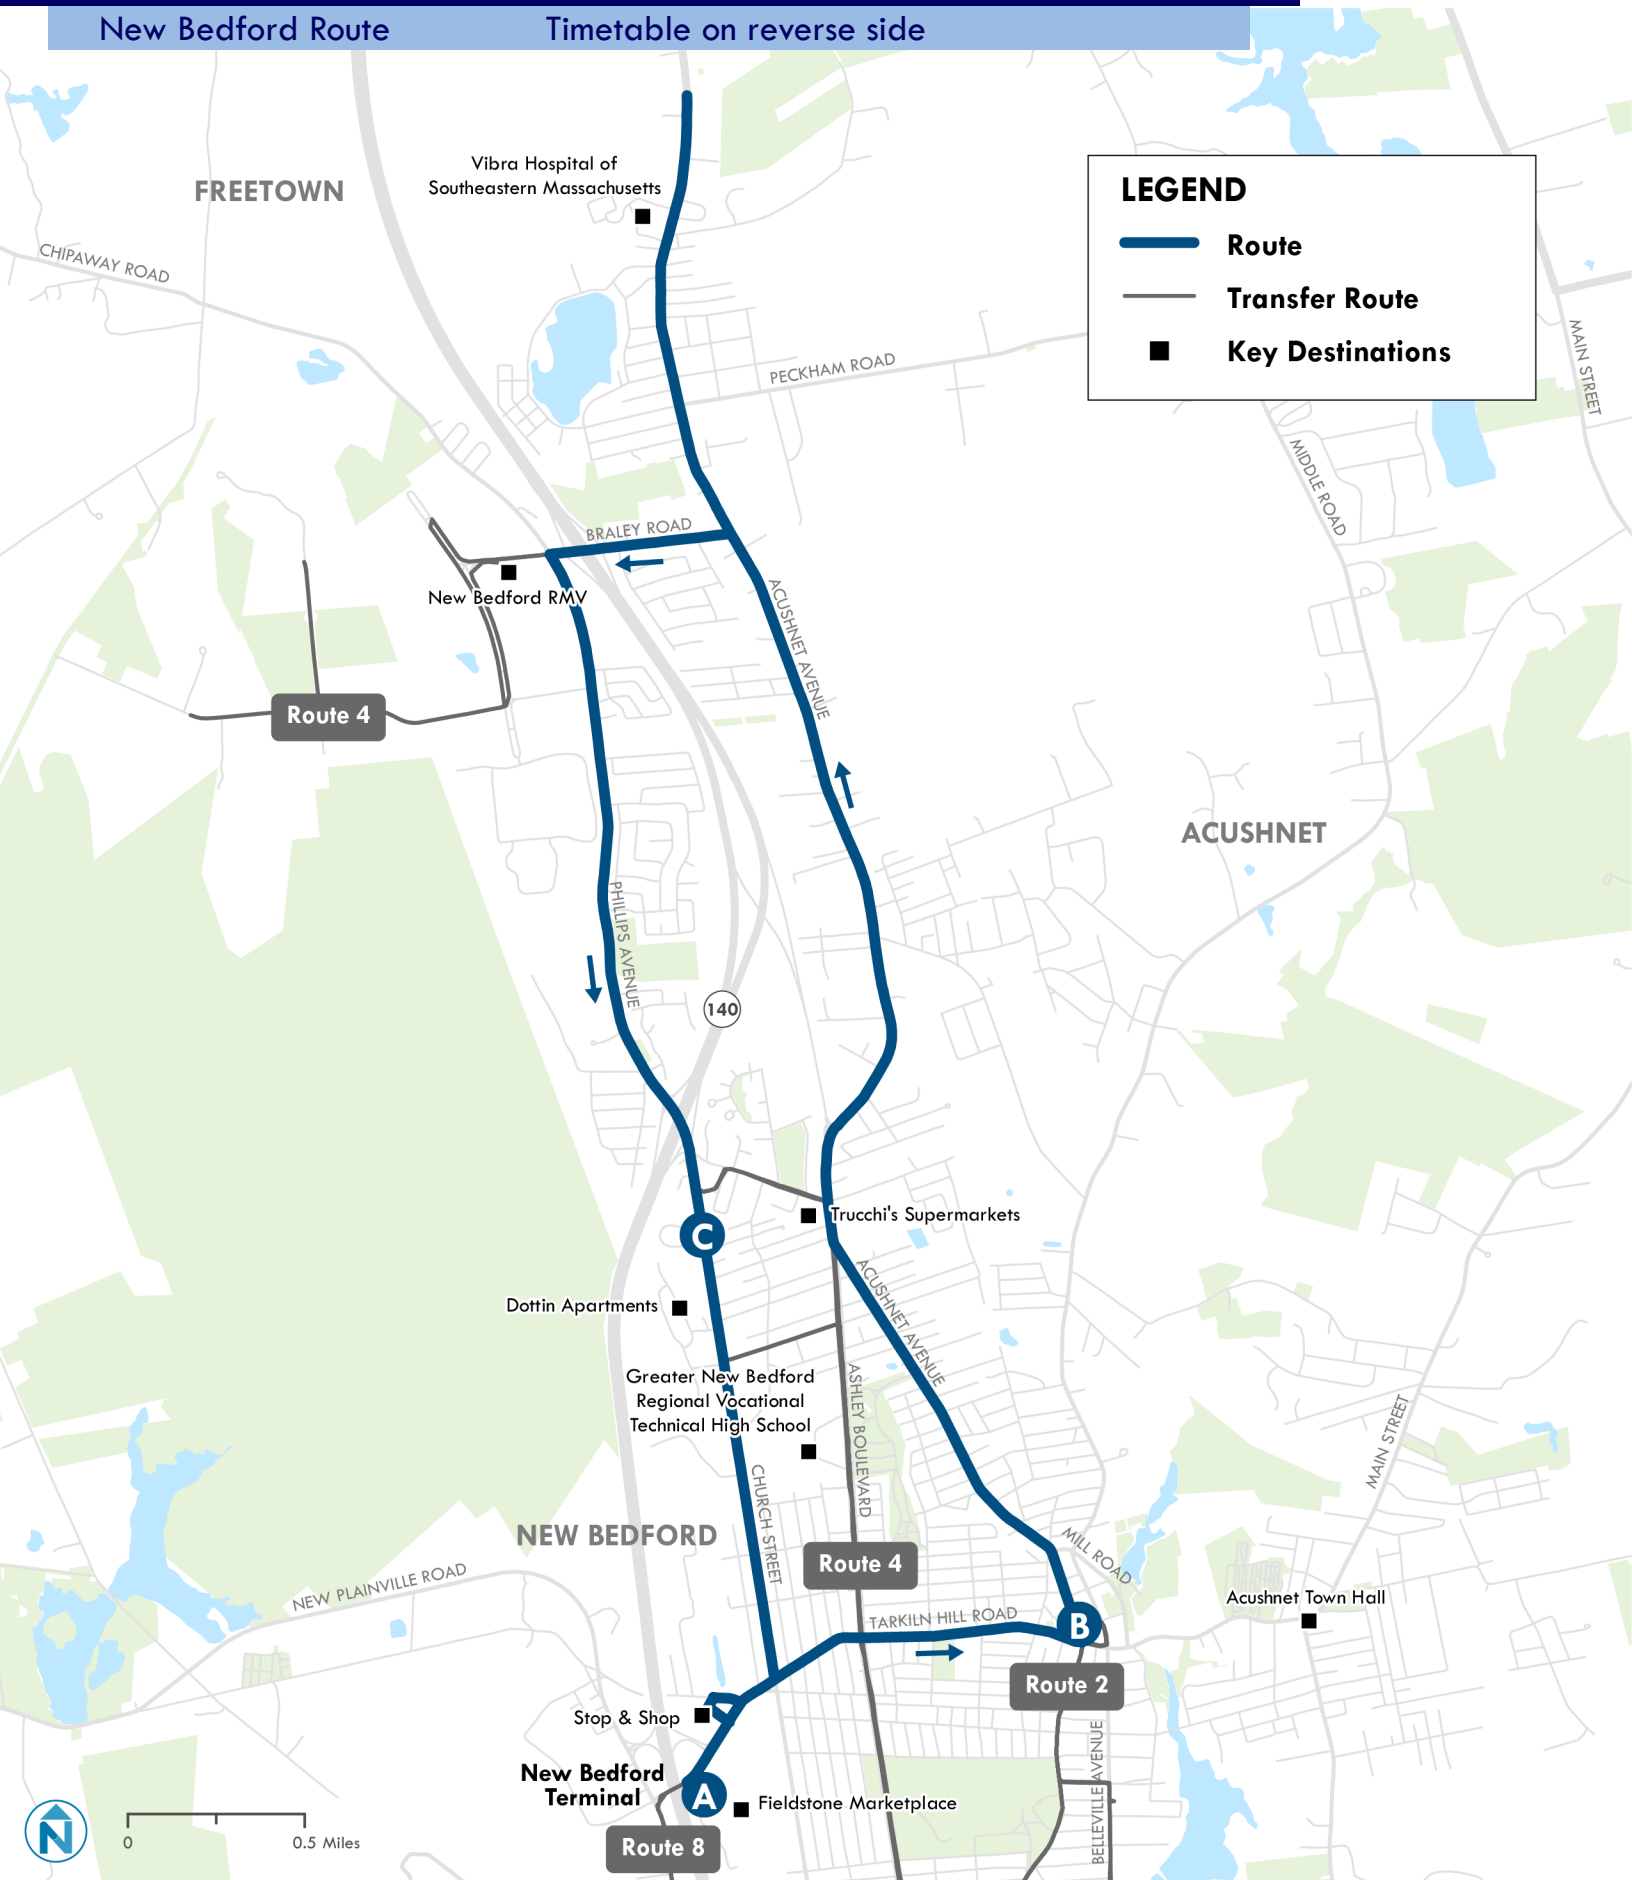 New Bedford Route
Timetable on reverse side
Vibra Hospital of
Southeastern Massachusetts
FREETOWN
LEGEND
Route
Transfer Route
Key Destinations
CHIPAWAY ROAD
MAIN STREET
PECKHAM ROAD
MIDDLE ROAD
BRALEY ROAD
New Bedford RMV
ACUSHNET AVENUE
Route 4
ACUSHNET
PHILLIPS AVENUE
140
Trucchi's Supermarkets
C
ACUSHNET AVENUE
Dottin Apartments
Greater New Bedford
Regional Vocational
Technical High School
ASHLEY BOULEVARD
MAIN STREET
CHURCH STREET
NEW BEDFORD
MILL ROAD
Route 4
NEW PLAINVILLE ROAD
Acushnet Town Hall
TARKILN HILL ROAD
B
Route 2
Stop & Shop
BELLEVILLE AVENUE
New Bedford
Terminal
A
Fieldstone Marketplace
N
0
0.5 Miles
Route 8